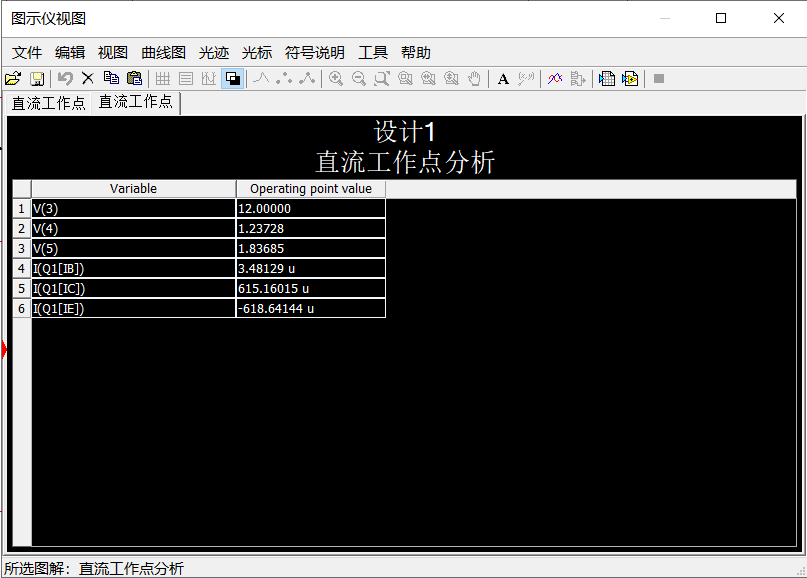 图示仪视图
文件 编辑 视图 曲线图 光迹 光标 符号说明 工具 帮助
A
直流工作点 直流工作点
设计1
直流工作点分析
Variable Operating point value
1 V(3) 12.00000
2 V(4) 1.23728
3 V(5) 1.83685
4 I(Q1[IB]) 3.48129 u
5 I(Q1[IC]) 615.16015 u
6 I(Q1[IE]) -618.64144 u
所选图解：直流工作点分析